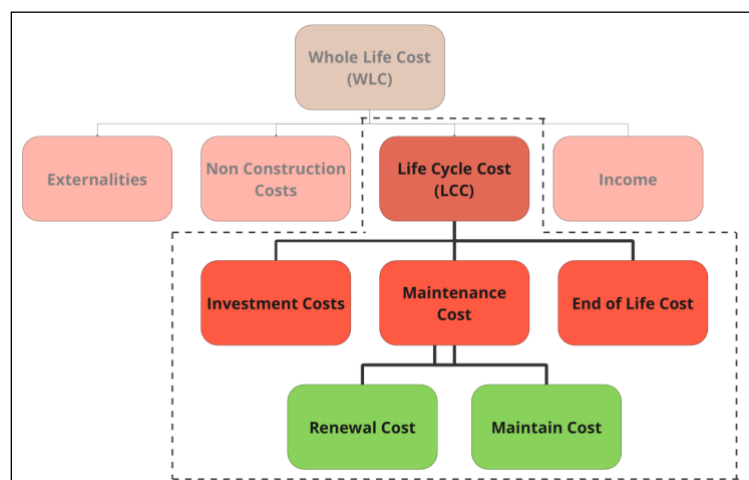 Whole Life Cost
(WLC)
Externalities
Non Construction
Costs
Life Cycle Cost
(LCC)
Income
Investment Costs
Maintenance
Cost
End of Life Cost
Renewal Cost
Maintain Cost